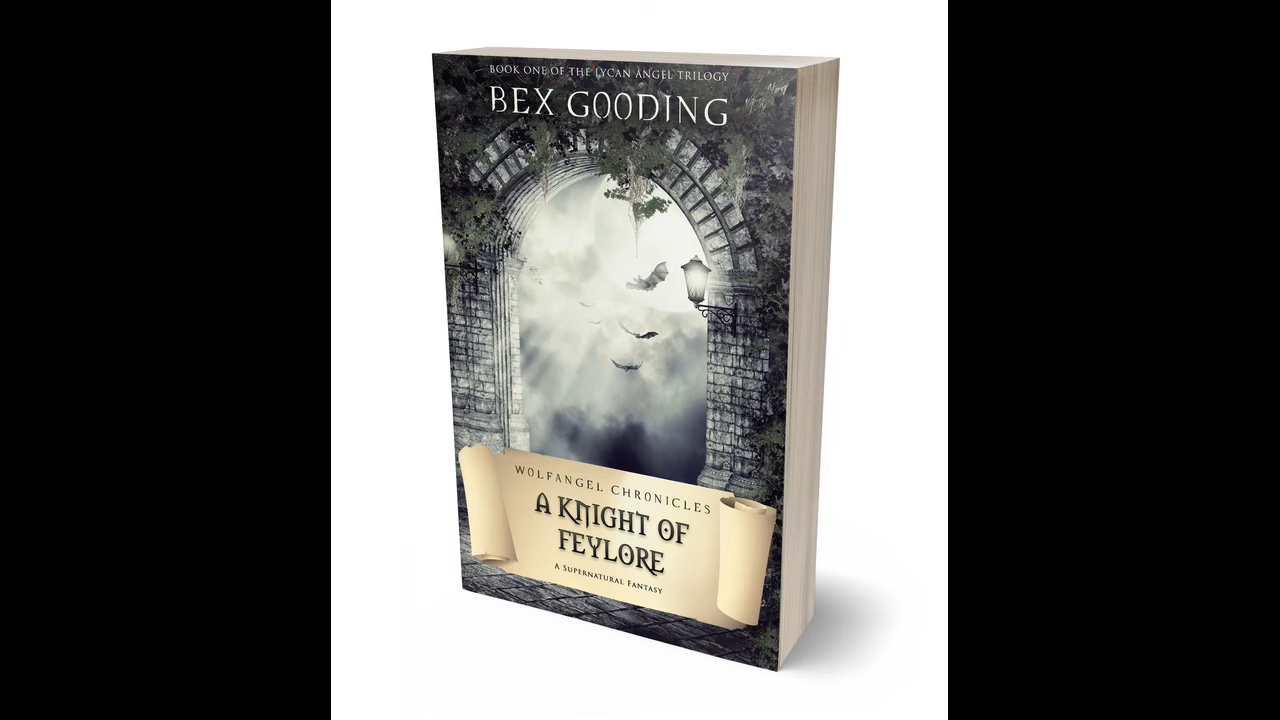 BOOK ONE OF THE LYCAN ANGEL TRILOGY
BEX GOODING
WOLFANGEL CHRONICLES
A KNIGHT OF
FEYLORE
A SUPERNATURAL FANTASY